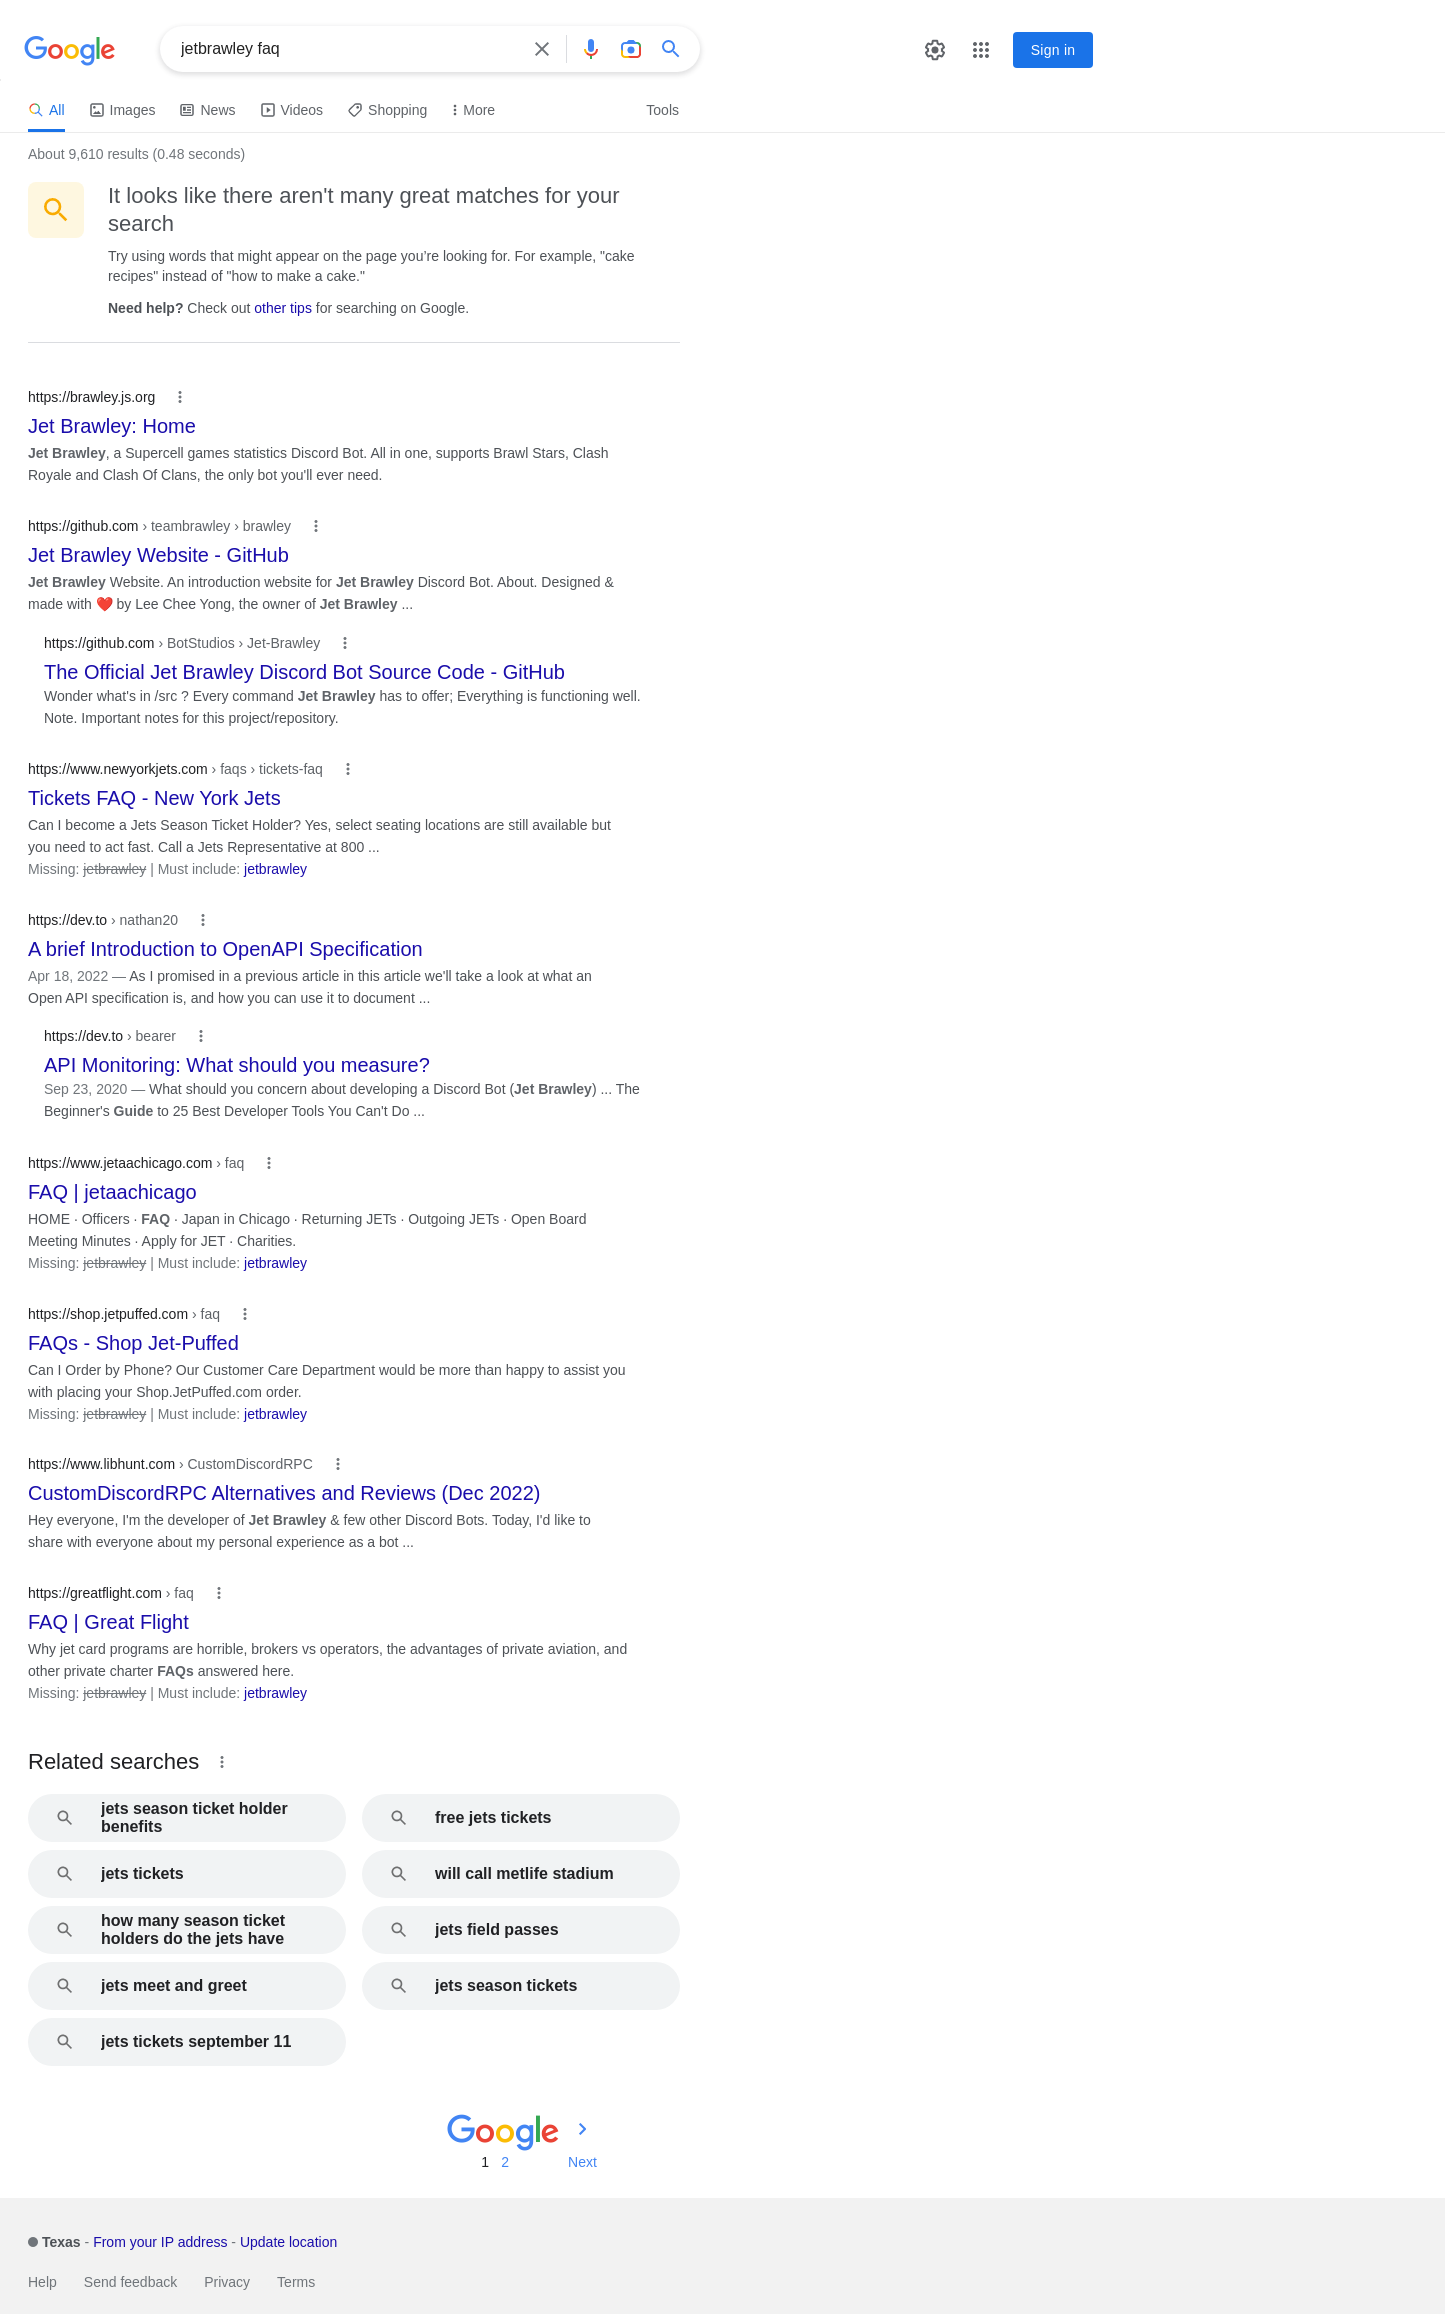 Google
jetbrawley faq
Sign in
All
Images
News
Videos
Shopping
More
Tools
About 9,610 results (0.48 seconds)
It looks like there aren't many great matches for your
search
Try using words that might appear on the page you’re looking for. For example, "cake
recipes" instead of "how to make a cake."
Need help? Check out other tips for searching on Google.
https://brawley.js.org
Jet Brawley: Home
Jet Brawley, a Supercell games statistics Discord Bot. All in one, supports Brawl Stars, Clash
Royale and Clash Of Clans, the only bot you'll ever need.
https://github.com › teambrawley › brawley
Jet Brawley Website - GitHub
Jet Brawley Website. An introduction website for Jet Brawley Discord Bot. About. Designed &
made with ❤️ by Lee Chee Yong, the owner of Jet Brawley ...
https://github.com › BotStudios › Jet-Brawley
The Official Jet Brawley Discord Bot Source Code - GitHub
Wonder what's in /src ? Every command Jet Brawley has to offer; Everything is functioning well.
Note. Important notes for this project/repository.
https://www.newyorkjets.com › faqs › tickets-faq
Tickets FAQ - New York Jets
Can I become a Jets Season Ticket Holder? Yes, select seating locations are still available but
you need to act fast. Call a Jets Representative at 800 ...
Missing: jetbrawley | Must include: jetbrawley
https://dev.to › nathan20
A brief Introduction to OpenAPI Specification
Apr 18, 2022 — As I promised in a previous article in this article we'll take a look at what an
Open API specification is, and how you can use it to document ...
https://dev.to › bearer
API Monitoring: What should you measure?
Sep 23, 2020 — What should you concern about developing a Discord Bot (Jet Brawley) ... The
Beginner's Guide to 25 Best Developer Tools You Can't Do ...
https://www.jetaachicago.com › faq
FAQ | jetaachicago
HOME · Officers · FAQ · Japan in Chicago · Returning JETs · Outgoing JETs · Open Board
Meeting Minutes · Apply for JET · Charities.
Missing: jetbrawley | Must include: jetbrawley
https://shop.jetpuffed.com › faq
FAQs - Shop Jet-Puffed
Can I Order by Phone? Our Customer Care Department would be more than happy to assist you
with placing your Shop.JetPuffed.com order.
Missing: jetbrawley | Must include: jetbrawley
https://www.libhunt.com › CustomDiscordRPC
CustomDiscordRPC Alternatives and Reviews (Dec 2022)
Hey everyone, I'm the developer of Jet Brawley & few other Discord Bots. Today, I'd like to
share with everyone about my personal experience as a bot ...
https://greatflight.com › faq
FAQ | Great Flight
Why jet card programs are horrible, brokers vs operators, the advantages of private aviation, and
other private charter FAQs answered here.
Missing: jetbrawley | Must include: jetbrawley
Related searches
jets season ticket holder
benefits
free jets tickets
jets tickets
will call metlife stadium
how many season ticket
holders do the jets have
jets field passes
jets meet and greet
jets season tickets
jets tickets september 11
Google
1 2 Next
Texas - From your IP address - Update location
Help Send feedback Privacy Terms